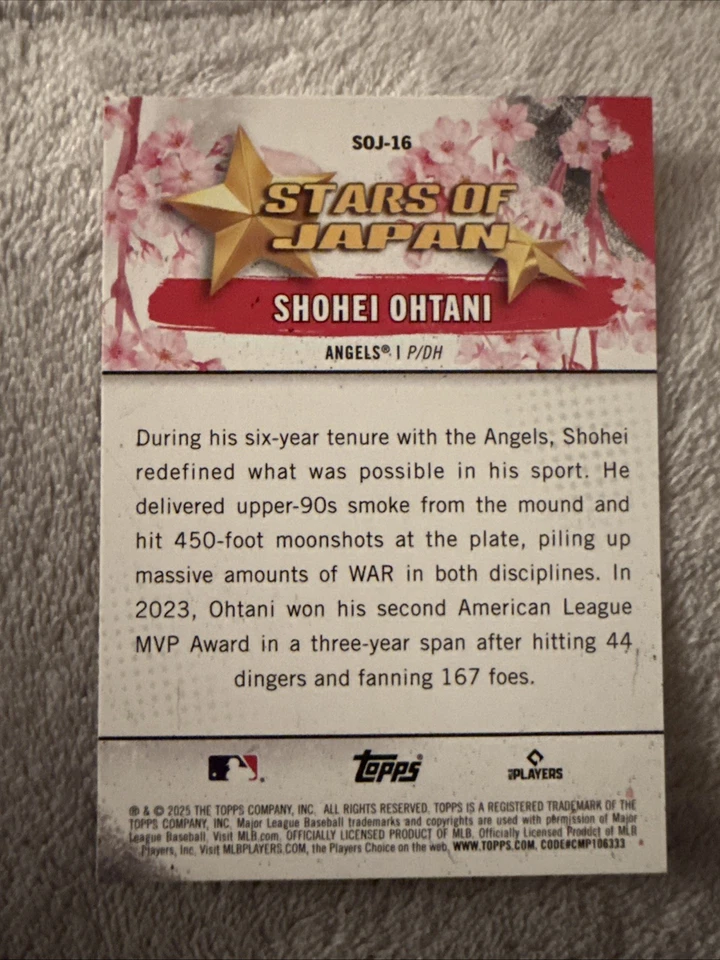 SOJ-16
STARS OF
JAPAN
SHOHEI OHTANI
ANGELS® | P/DH
During his six-year tenure with the Angels, Shohei
redefined what was possible in his sport. He
delivered upper-90s smoke from the mound and
hit 450-foot moonshots at the plate, piling up
massive amounts of WAR in both disciplines. In
2023, Ohtani won his second American League
MVP Award in a three-year span after hitting 44
dingers and fanning 167 foes.
topps
PLAYERS
® & © 2025 THE TOPPS COMPANY, INC. ALL RIGHTS RESERVED. TOPPS IS A REGISTERED TRADEMARK OF THE
TOPPS COMPANY, INC. Major League Baseball trademarks and copyrights are used with permission of Major
League Baseball. Visit MLB.com. OFFICIALLY LICENSED PRODUCT OF MLB. Officially Licensed Product of MLB
Players, Inc. Visit MLBPLAYERS.COM, the Players Choice on the web. WWW.TOPPS.COM. CODE#CMP106333